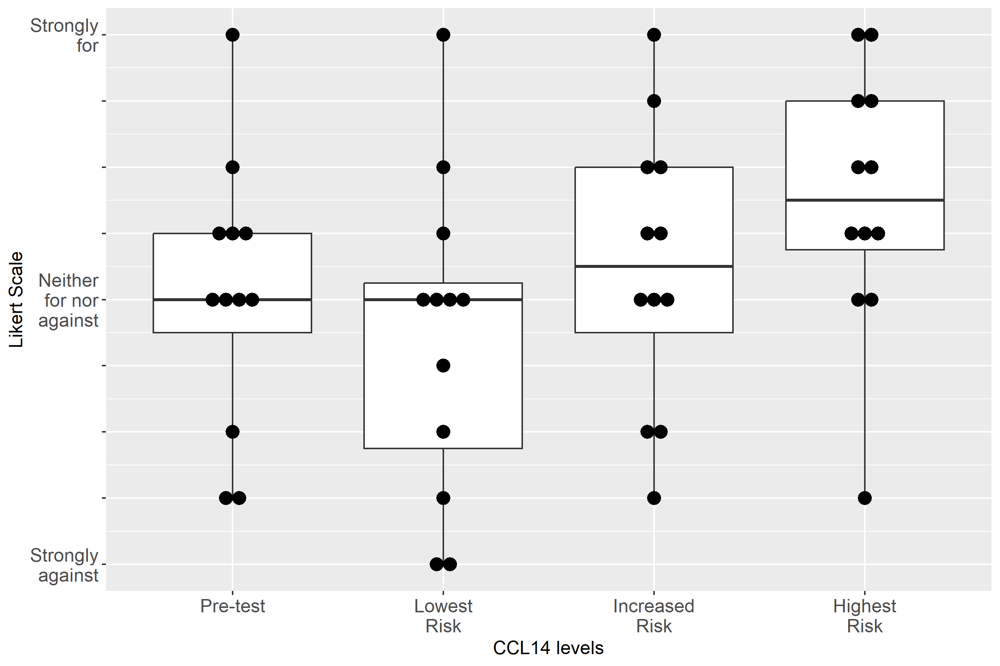 Strongly
for
Neither
for nor
against
Strongly
against
Likert Scale
Pre-test
Lowest
Risk
Increased
Risk
Highest
Risk
CCL14 levels